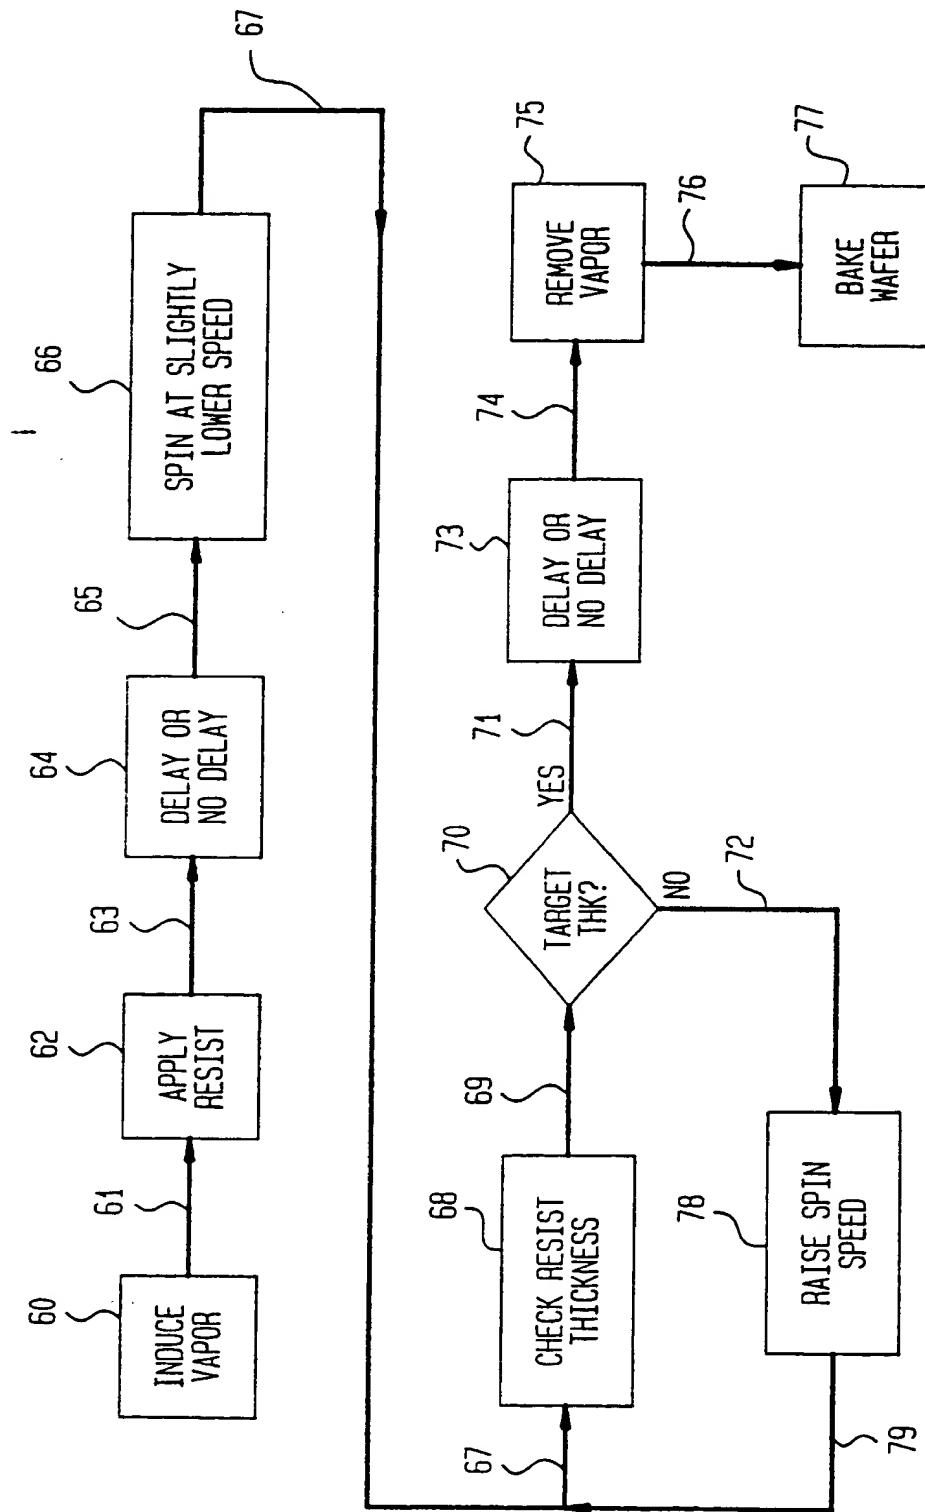 60
INDUCE
VAPOR
61
62
APPLY
RESIST
63
64
DELAY OR
NO DELAY
65
66
SPIN AT SLIGHTLY
LOWER SPEED
67
67
68
CHECK RESIST
THICKNESS
69
70
TARGET
THK?
YES
71
NO
72
73
DELAY OR
NO DELAY
74
75
REMOVE
VAPOR
76
77
BAKE
WAFER
78
RAISE SPIN
SPEED
79